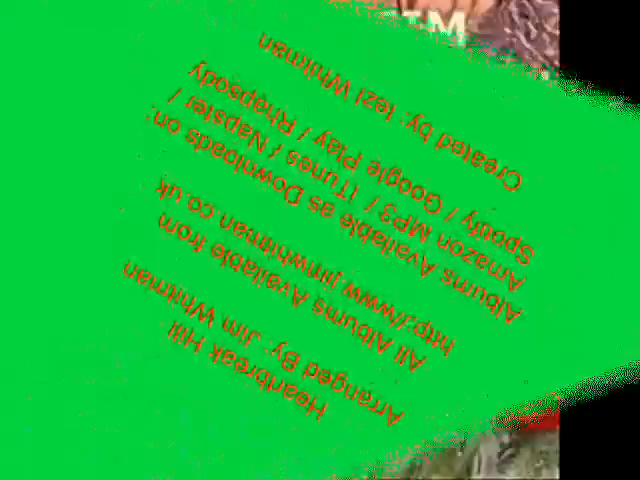 Heartbreak Hill
Arranged By: Jim Whitman
All Albums Available from
http://www.jimwhitman.co.uk
Albums Available as Downloads on:
Amazon MP3 / ITunes / Napster /
Spotify / Google Play / Rhapsody
Created by: Iezl Whitman